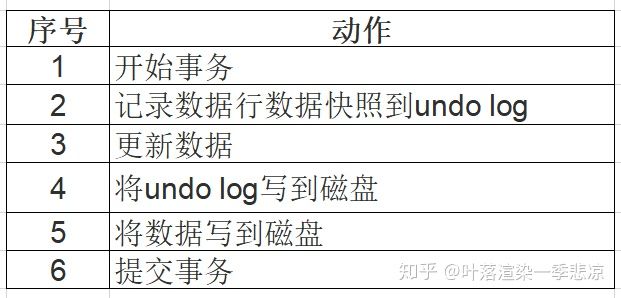 序号 动作
1 开始事务
2 记录数据行数据快照到undo log
3 更新数据
4 将undo log写到磁盘
5 将数据写到磁盘
6 提交事务
知乎 @叶落渲染一季悲凉